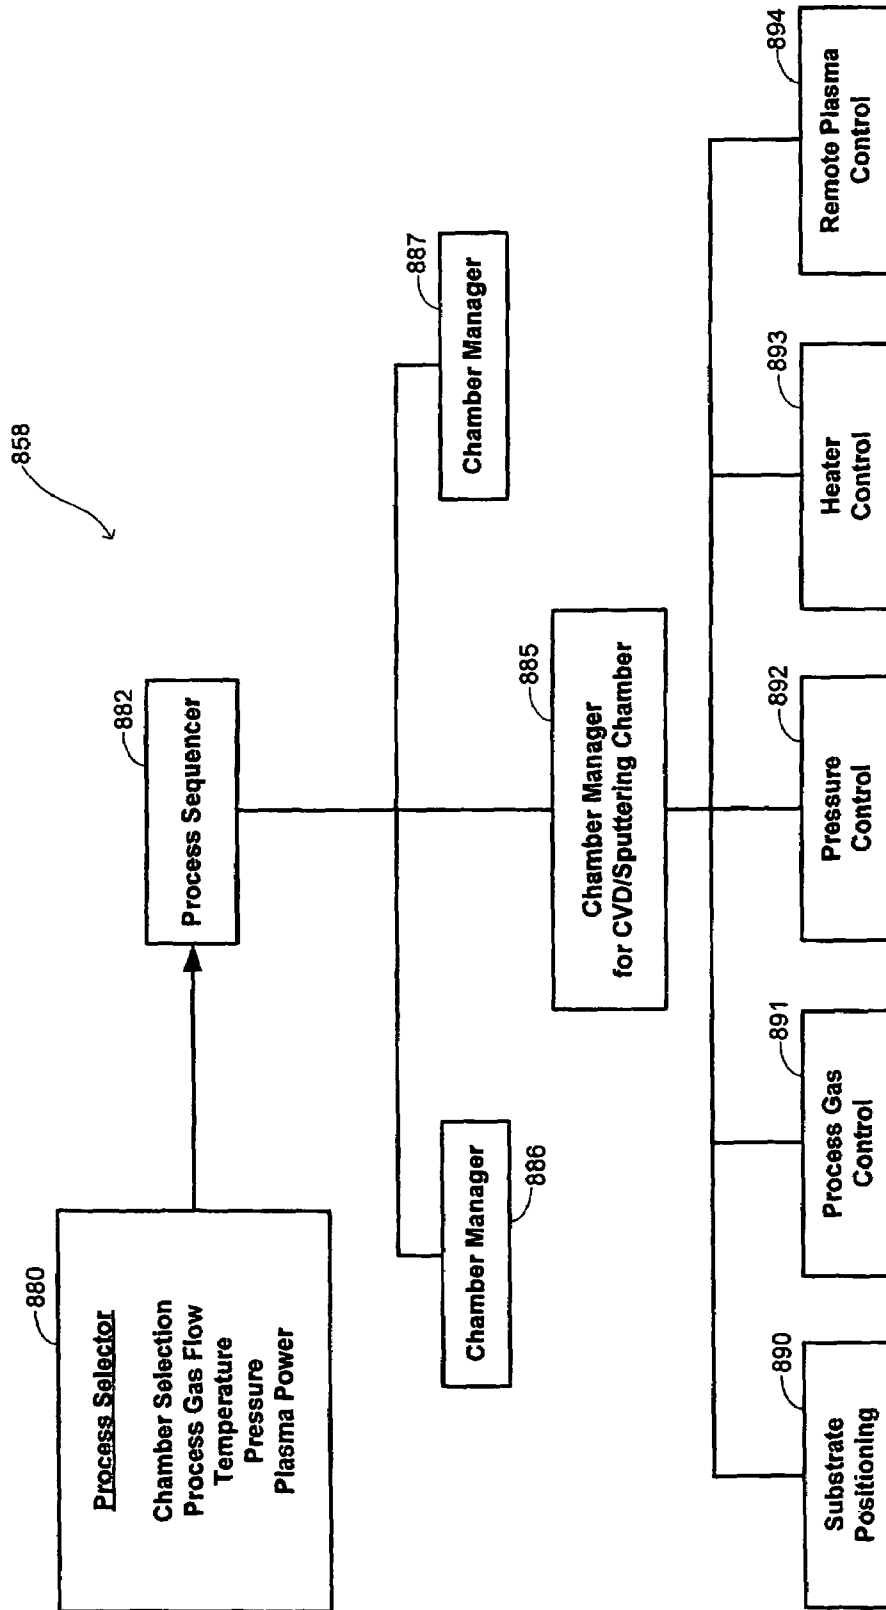 858
880
Process Selector
Chamber Selection
Process Gas Flow
Temperature
Pressure
Plasma Power
882
Process Sequencer
Chamber Manager
886
Chamber Manager
887
885
Chamber Manager
for CVD/Sputtering Chamber
890
Substrate
Positioning
891
Process Gas
Control
892
Pressure
Control
893
Heater
Control
894
Remote Plasma
Control